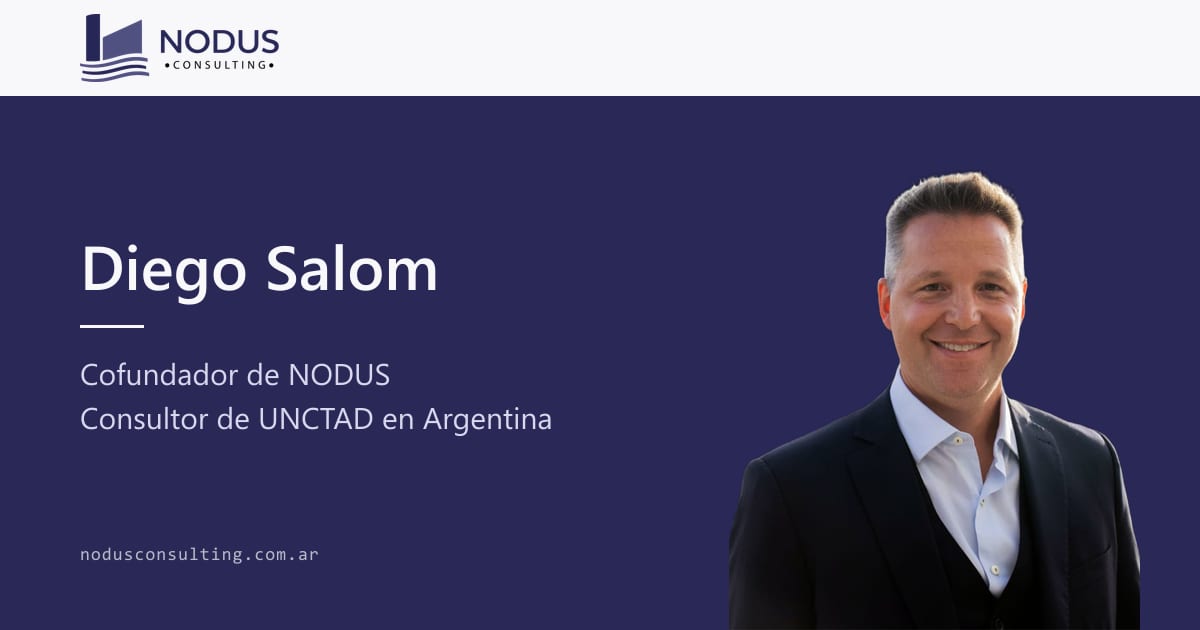 NODUS
•CONSULTING•
Diego Salom
Cofundador de NODUS
Consultor de UNCTAD en Argentina
nodusconsulting.com.ar